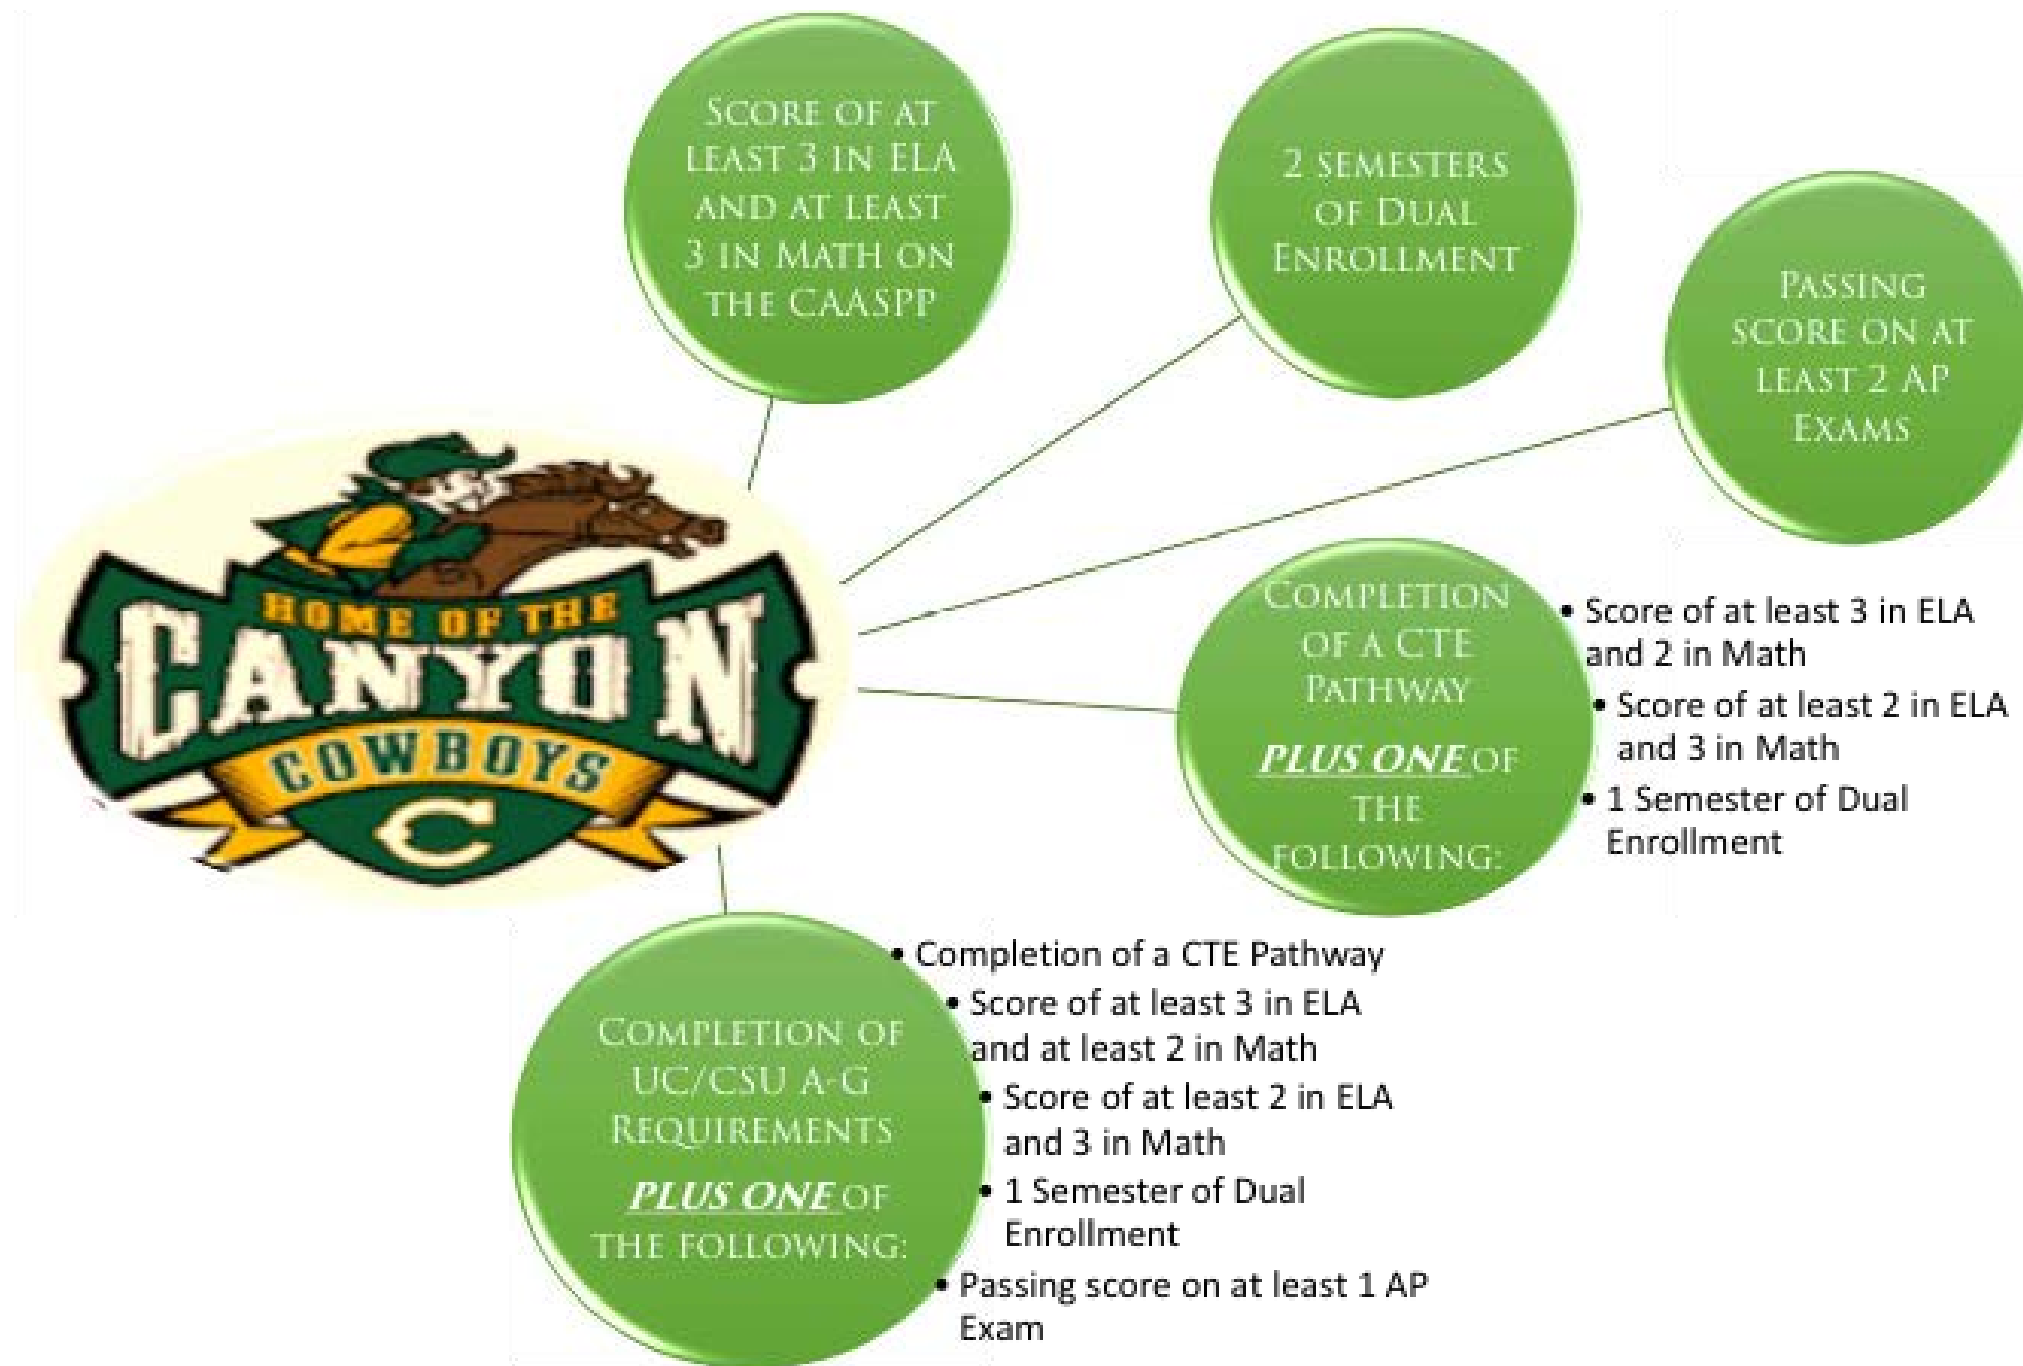 SCORE OF AT
LEAST 3 IN ELA
AND AT LEAST
3 IN MATH ON
THE CAASPP
2 SEMESTERS
OF DUAL
ENROLLMENT
PASSING
SCORE ON AT
LEAST 2 AP
EXAMS
HOME OF THE
CANYON
COWBOYS
C
COMPLETION
OF A CTE
PATHWAY
PLUS ONE OF
THE
FOLLOWING:
• Score of at least 3 in ELA
and 2 in Math
• Score of at least 2 in ELA
and 3 in Math
• 1 Semester of Dual
Enrollment
COMPLETION OF
UC/CSU A-G
REQUIREMENTS
PLUS ONE OF
THE FOLLOWING:
• Completion of a CTE Pathway
• Score of at least 3 in ELA
and at least 2 in Math
• Score of at least 2 in ELA
and 3 in Math
• 1 Semester of Dual
Enrollment
• Passing score on at least 1 AP
Exam